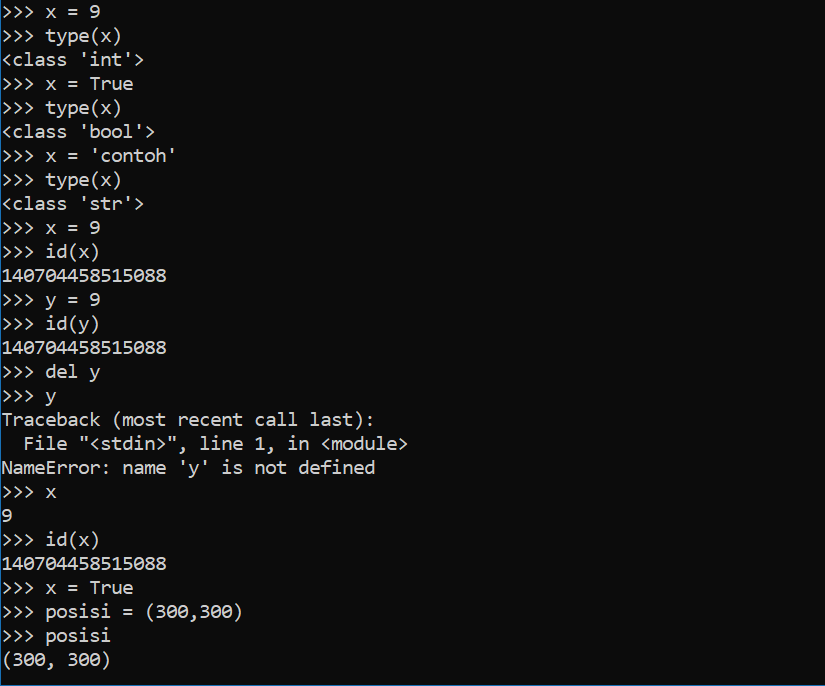 >>> x = 9
>>> type(x)
<class 'int'>
>>> x = True
>>> type(x)
<class 'bool'>
>>> x = 'contoh'
>>> type(x)
<class 'str'>
>>> x = 9
>>> id(x)
140704458515088
>>> y = 9
>>> id(y)
140704458515088
>>> del y
>>> y
Traceback (most recent call last):
  File "<stdin>", line 1, in <module>
NameError: name 'y' is not defined
>>> x
9
>>> id(x)
140704458515088
>>> x = True
>>> posisi = (300,300)
>>> posisi
(300, 300)